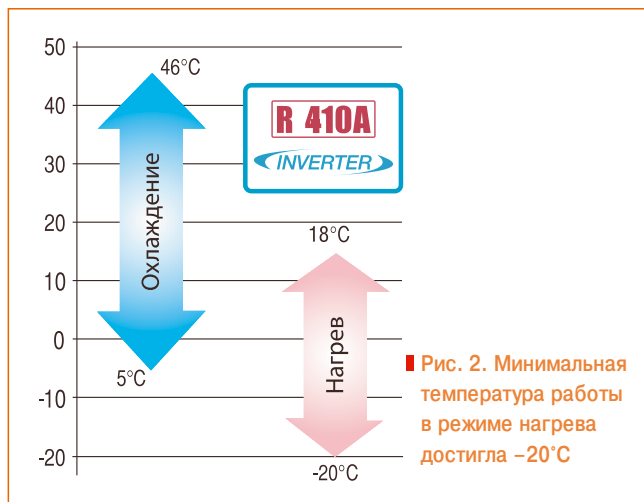 50
46°C
40
R 410A
30
INVERTER
Охлаждение
20
18°C
10
0
Нагрев
5°C
-10
-20
-20°C
Рис. 2. Минимальная
температура работы
в режиме нагрева
достигла –20°C